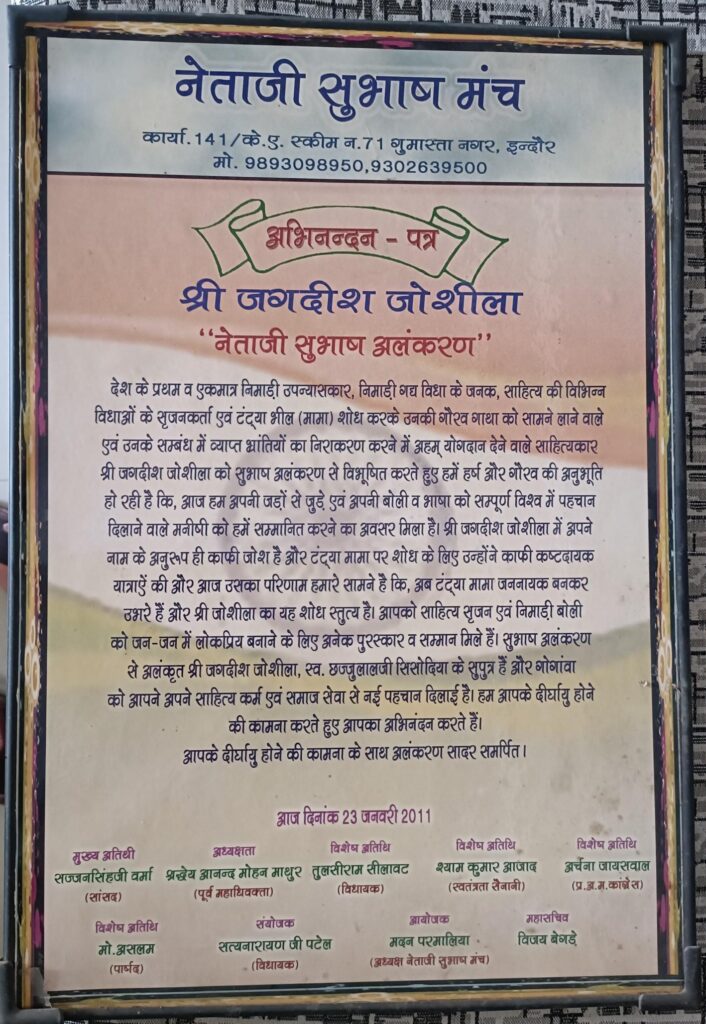 नेताजी सुभाष मंच
कार्या.141/के.ए. स्कीम न.71 गुमास्ता नगर, इन्दौर
मो. 9893098950,9302639500
अभिनन्दन - पत्र
श्री जगदीश जोशीला
“नेताजी सुभाष अलंकरण”
देश के प्रथम व एकमात्र निमाड़ी उपन्यासकार, निमाड़ी गद्य विधा के जनक, साहित्य की विभिन्न
विधाओं के सृजनकर्ता एवं टंट्या भील (मामा) शोध करके उनकी गौरव गाथा को सामने लाने वाले
एवं उनके सम्बंध में व्याप्त भ्रांतियों का निराकरण करने में अहम् योगदान देने वाले साहित्यकार
श्री जगदीश जोशीला को सुभाष अलंकरण से विभूषित करते हुए हमें हर्ष और गौरव की अनुभूति
हो रही है कि, आज हम अपनी जड़ों से जुड़े एवं अपनी बोली व भाषा को सम्पूर्ण विश्व में पहचान
दिलाने वाले मनीषी को हमें सम्मानित करने का अवसर मिला है। श्री जगदीश जोशीला में अपने
नाम के अनुरूप ही काफी जोश है और टंट्या मामा पर शोध के लिए उन्होंने काफी कष्टदायक
यात्राऐं की और आज उसका परिणाम हमारे सामने है कि, अब टंट्या मामा जननायक बनकर
उभरे हैं और श्री जोशीला का यह शोध स्तुत्य है। आपको साहित्य सृजन एवं निमाड़ी बोली
को जन-जन में लोकप्रिय बनाने के लिए अनेक पुरस्कार व सम्मान मिले हैं। सुभाष अलंकरण
से अलंकृत श्री जगदीश जोशीला, स्व. छज्जुलालजी सिसोदिया के सुपुत्र हैं और गोगांवा
को आपने अपने साहित्य कर्म एवं समाज सेवा से नई पहचान दिलाई है। हम आपके दीर्घायु होने
की कामना करते हुए आपका अभिनंदन करते हैं।
आपके दीर्घायु होने की कामना के साथ अलंकरण सादर समर्पित।
आज दिनांक 23 जनवरी 2011
मुख्य अतिथी अध्यक्षता विशेष अतिथि विशेष अतिथि विशेष अतिथि
सज्जनसिंहजी वर्मा श्रद्धेय आनन्द मोहन माथुर तुलसीराम सीलावट श्याम कुमार आजाद अर्चना जायसवाल
(सांसद) (पूर्व महाधिवक्ता) (विधायक) (स्वतंत्रता सैनानी) (प्र.अ.म.कांग्रेस)
विशेष अतिथि संयोजक आयोजक महासचिव
मो.असलम सत्यनारायण जी पटेल मदन परमालिया विजय बेगड़े
(पार्षद) (विधायक) (अध्यक्ष नेताजी सुभाष मंच)